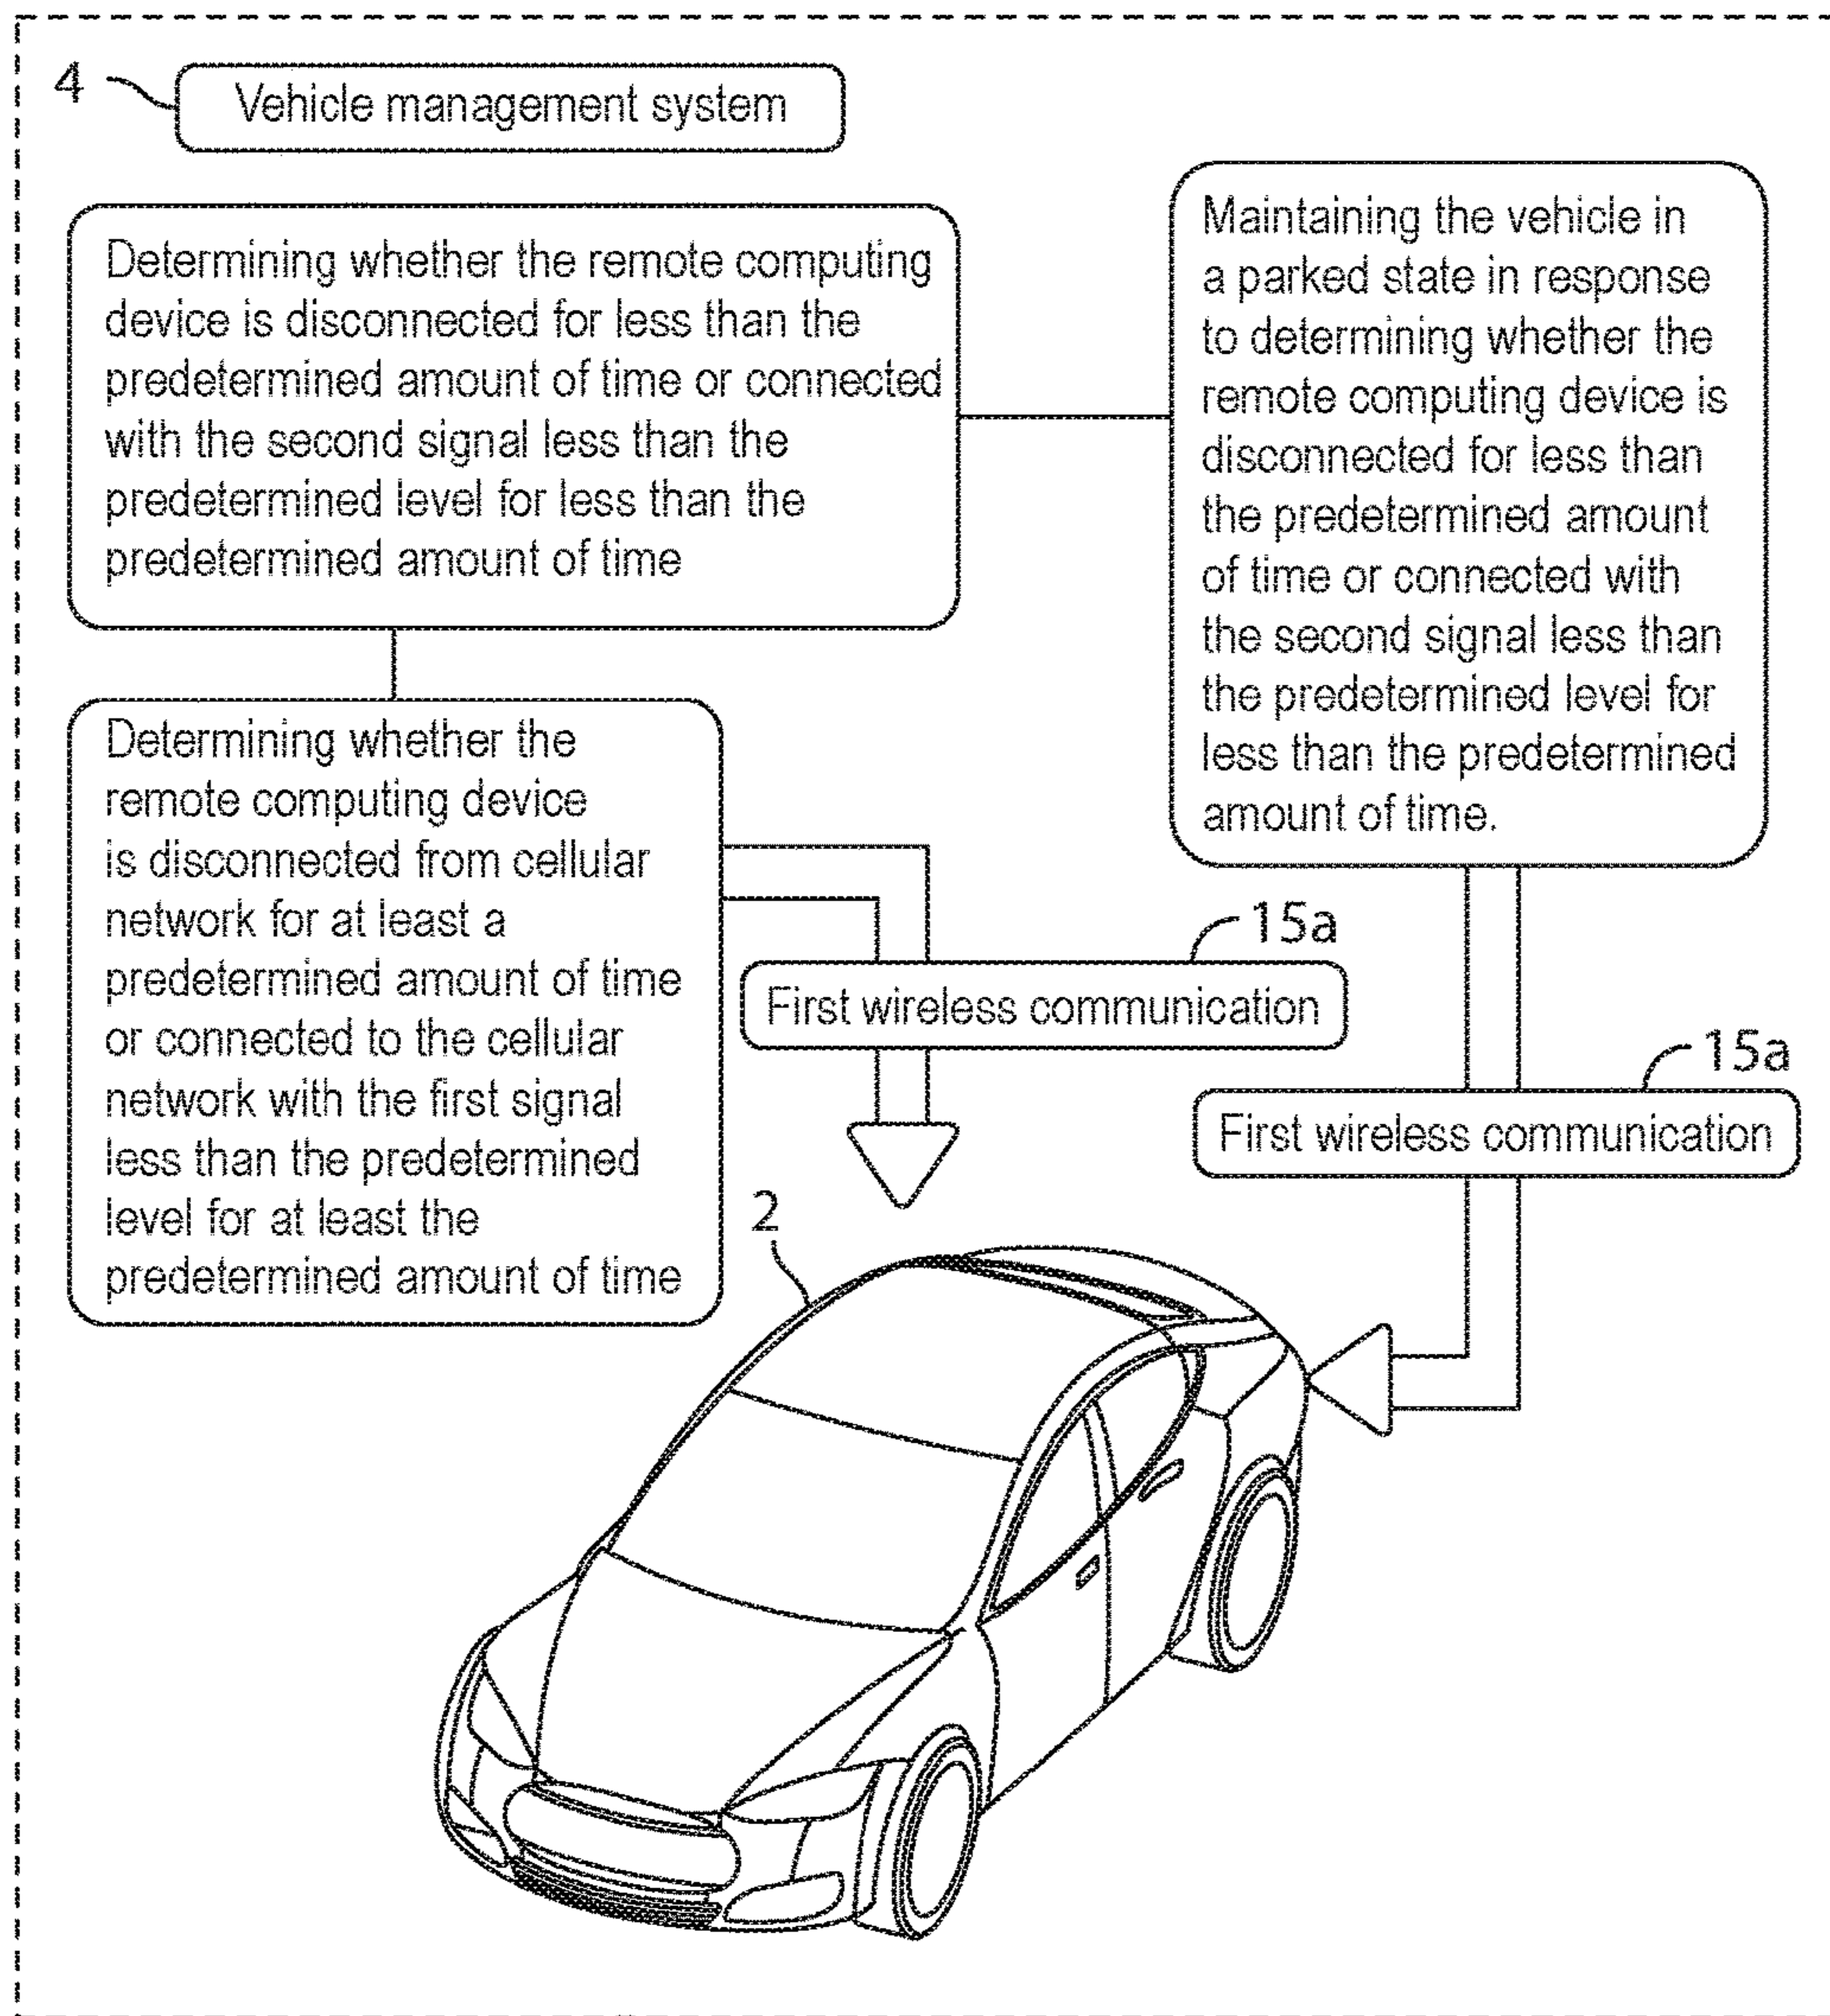 4
Vehicle management system
Determining whether the remote computing
device is disconnected for less than the
predetermined amount of time or connected
with the second signal less than the
predetermined level for less than the
predetermined amount of time
Maintaining the vehicle in
a parked state in response
to determining whether the
remote computing device is
disconnected for less than
the predetermined amount
of time or connected with
the second signal less than
the predetermined level for
less than the predetermined
amount of time.
Determining whether the
remote computing device
is disconnected from cellular
network for at least a
predetermined amount of time
or connected to the cellular
network with the first signal
less than the predetermined
level for at least the
predetermined amount of time
15a
First wireless communication
15a
First wireless communication
2